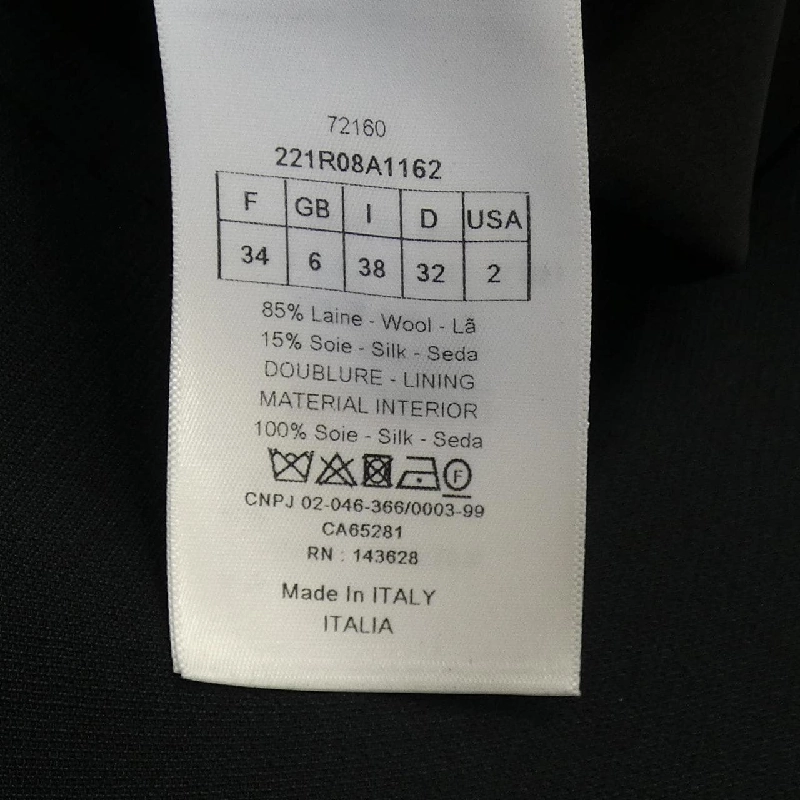 72160
221R08A1162
F GB I D USA
34 6 38 32 2
85% Laine - Wool - Lã
15% Soie - Silk - Seda
DOUBLURE - LINING
MATERIAL INTERIOR
100% Soie - Silk - Seda
F
CNPJ 02-046-366/0003-99
CA65281
RN : 143628
Made In ITALY
ITALIA